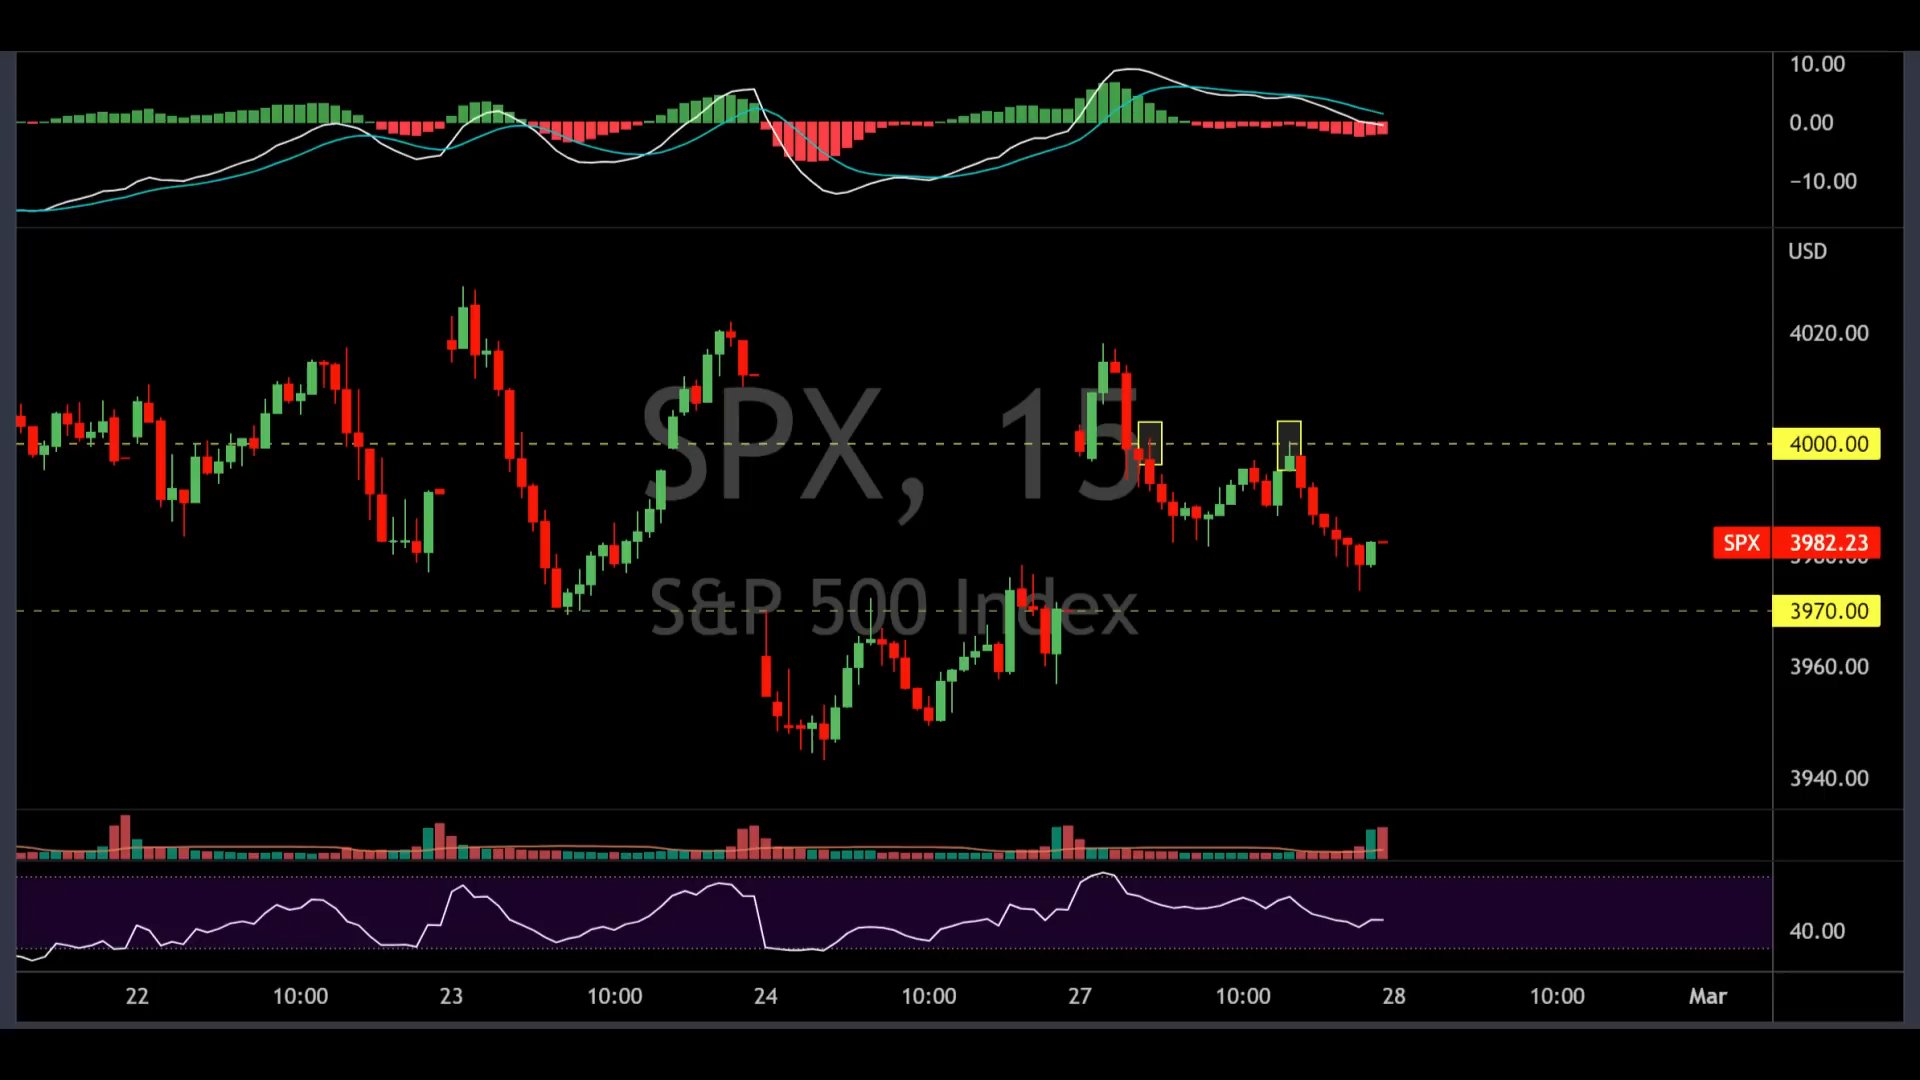 10.00
0.00
−10.00
USD
4020.00
SPX, 15
4000.00
SPX 3982.23
S&P 500 Index
3970.00
3960.00
3940.00
40.00
22 10:00 23 10:00 24 10:00 27 10:00 28 10:00 Mar